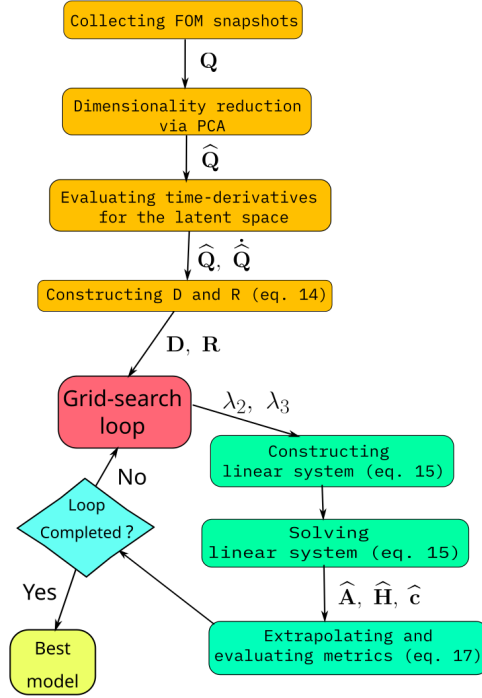 Collecting FOM snapshots
Q
Dimensionality reduction
via PCA
Q̂
Evaluating time-derivatives
for the latent space
Q̂, Q̂̇
Constructing D and R (eq. 14)
D, R
Grid-search
loop
λ₂, λ₃
Constructing
linear system (eq. 15)
No
Loop
Completed ?
Solving
linear system (eq. 15)
Â, Ĥ, ĉ
Yes
Extrapolating and
evaluating metrics (eq. 17)
Best
model